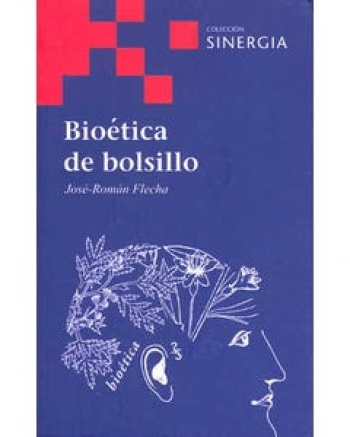 COLECCIÓN
SINERGIA
Bioética
de bolsillo
José-Román Flecha
bioética